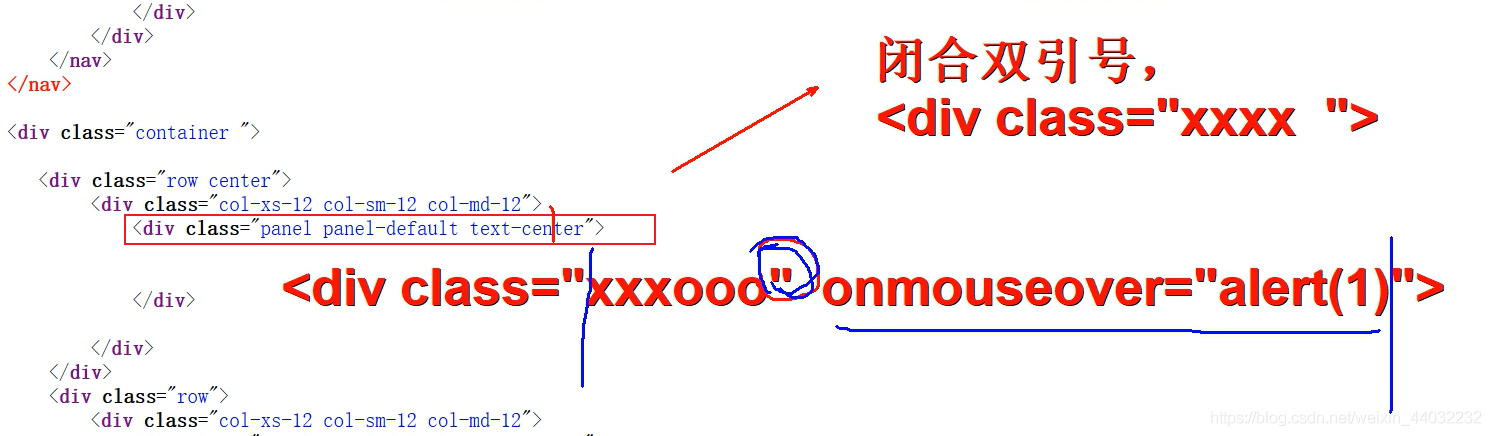 </div>
</div>
</nav>
</nav>
闭合双引号，
<div class="xxxx  ">
<div class="container ">
<div class="row center">
<div class="col-xs-12 col-sm-12 col-md-12">
<div class="panel panel-default text-center">
<div class="xxxooo"  onmouseover="alert(1)">
</div>
</div>
</div>
<div class="row">
<div class="col-xs-12 col-sm-12 col-md-12">
https://blog.csdn.net/weixin_44032232